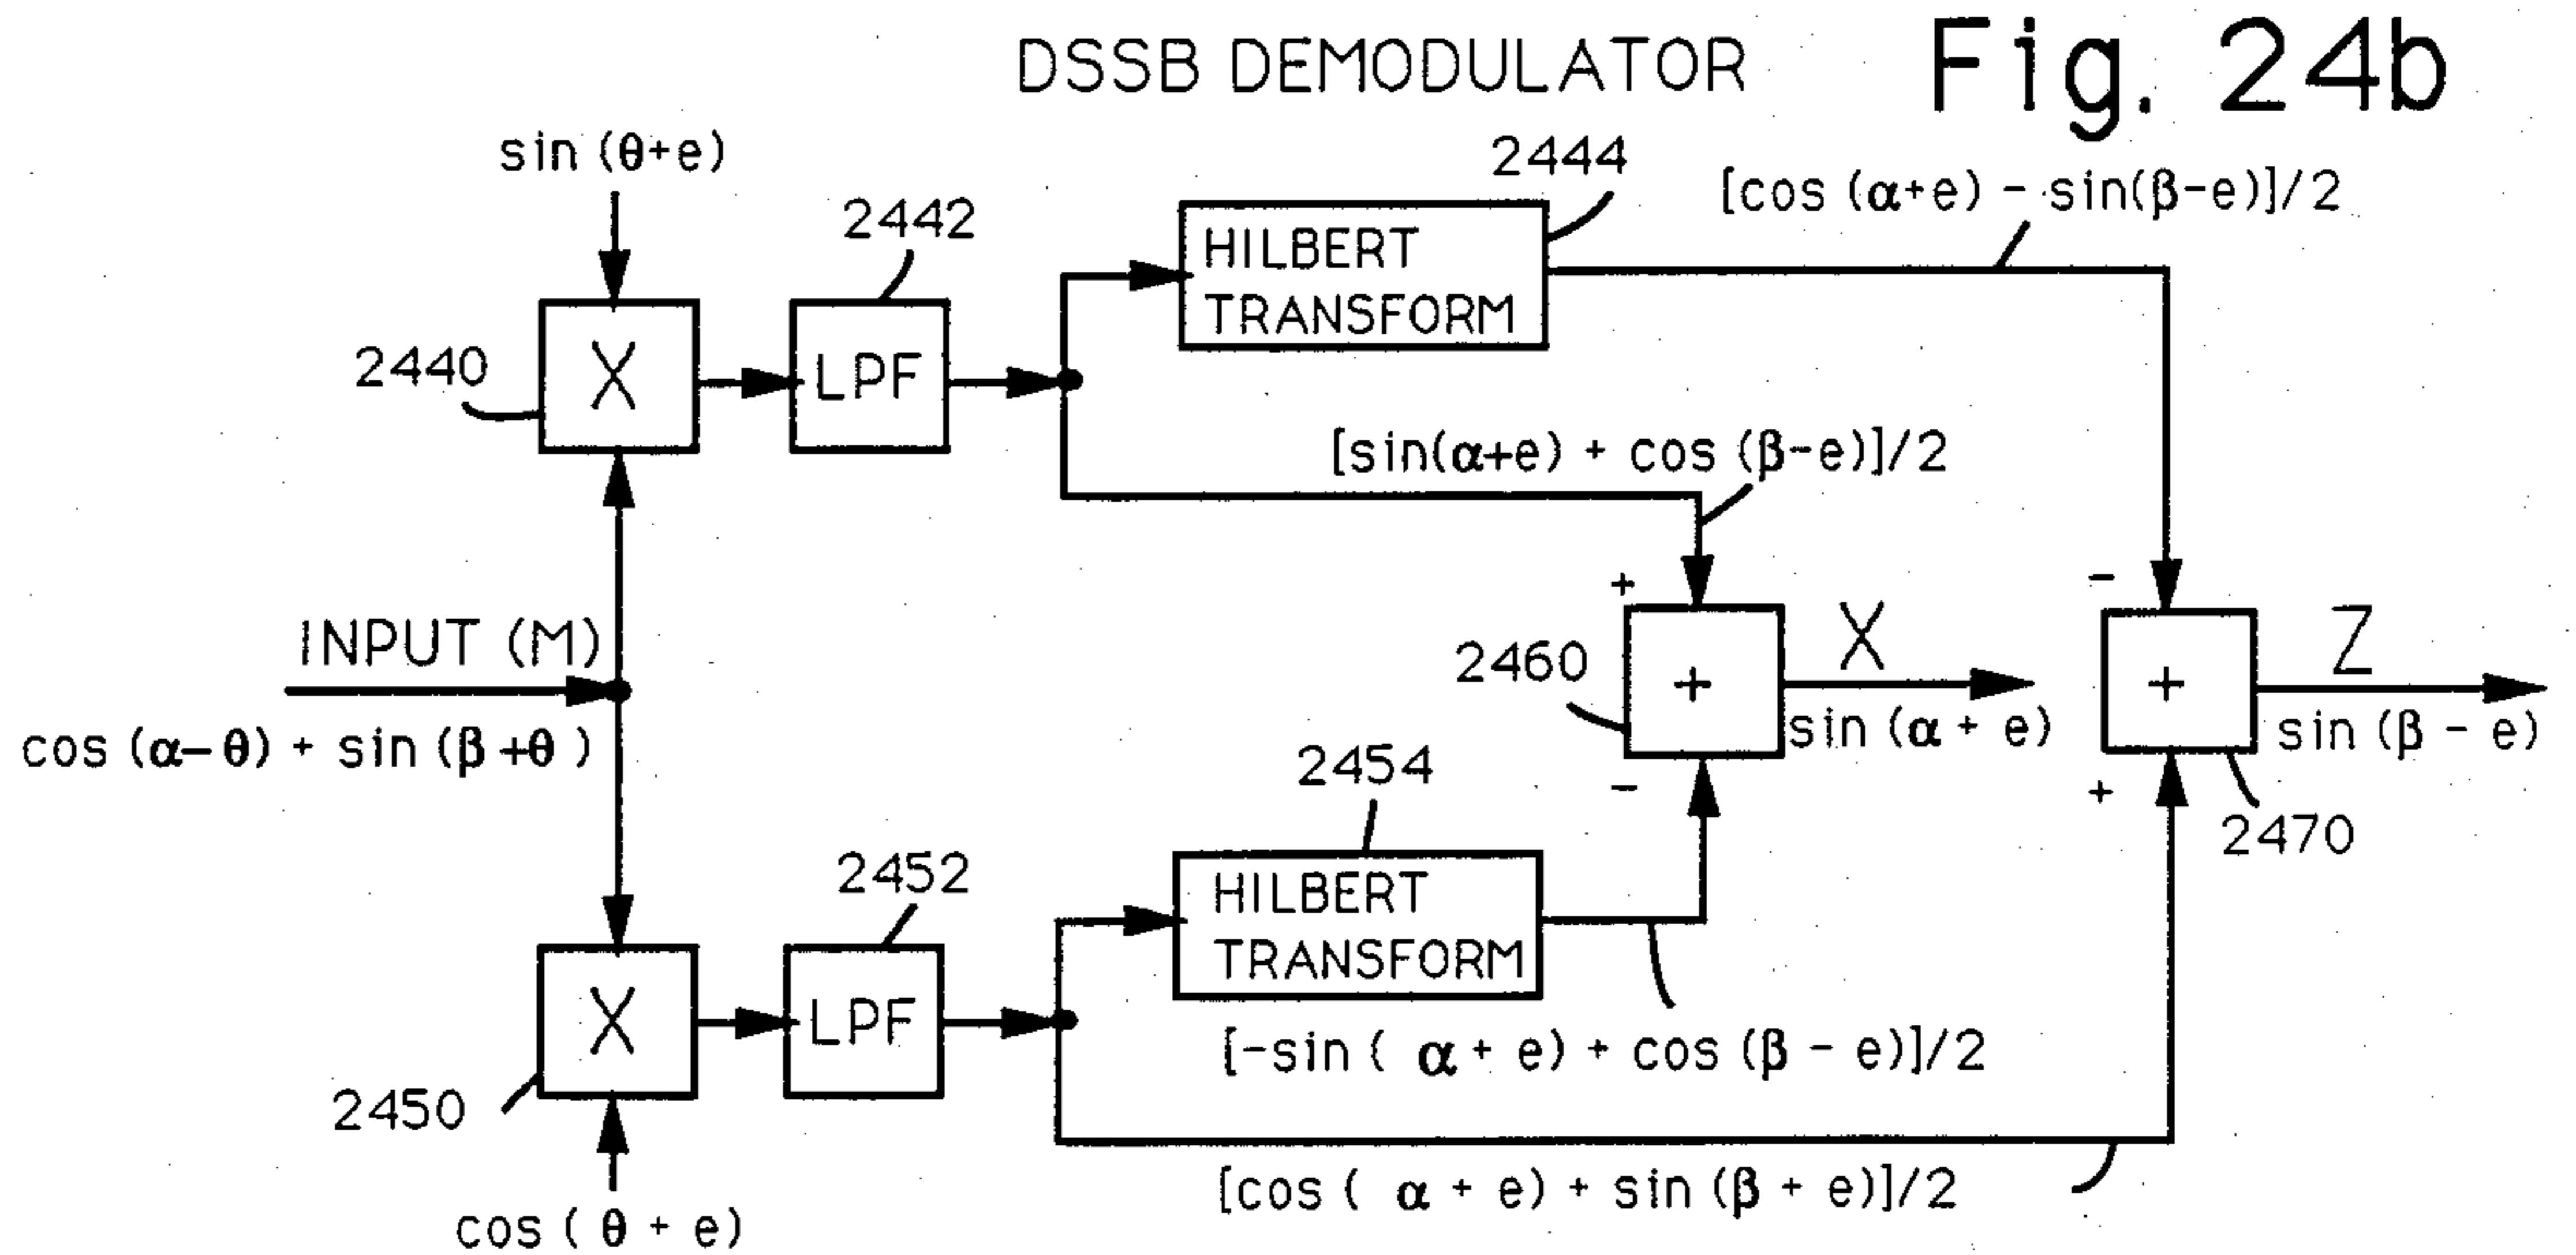 DSSB DEMODULATOR
Fig. 24b
sin (θ+e)
2442
2444
[cos (α+e) - sin(β-e)]/2
HILBERT
TRANSFORM
2440
X
LPF
[sin(α+e) + cos (β-e)]/2
INPUT (M)
cos (α-θ) + sin (β+θ)
+
-
2460
+
X
sin (α + e)
+
Z
sin (β - e)
-
+
2470
2454
HILBERT
TRANSFORM
2452
X
LPF
2450
[-sin ( α + e) + cos (β - e)]/2
[cos ( α + e) + sin (β + e)]/2
cos ( θ + e)